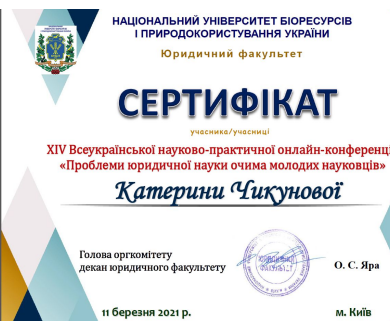 НАЦІОНАЛЬНИЙ УНІВЕРСИТЕТ БІОРЕСУРСІВ
І ПРИРОДОКОРИСТУВАННЯ УКРАЇНИ
Юридичний факультет
СЕРТИФІКАТ
учасника/учасниці
XIV Всеукраїнської науково-практичної онлайн-конференці
«Проблеми юридичної науки очима молодих науковців»
Катерини Чикунової
Голова оргкомітету
декан юридичного факультету
О. С. Яра
11 березня 2021 р.
м. Київ